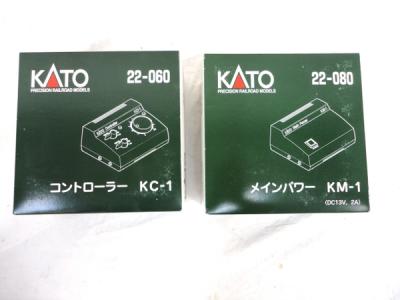 KATO 22-060
PRECISION RAILROAD MODELS
コントローラー KC-1
KATO 22-080
PRECISION RAILROAD MODELS
メインパワー KM-1
(DC13V, 2A)